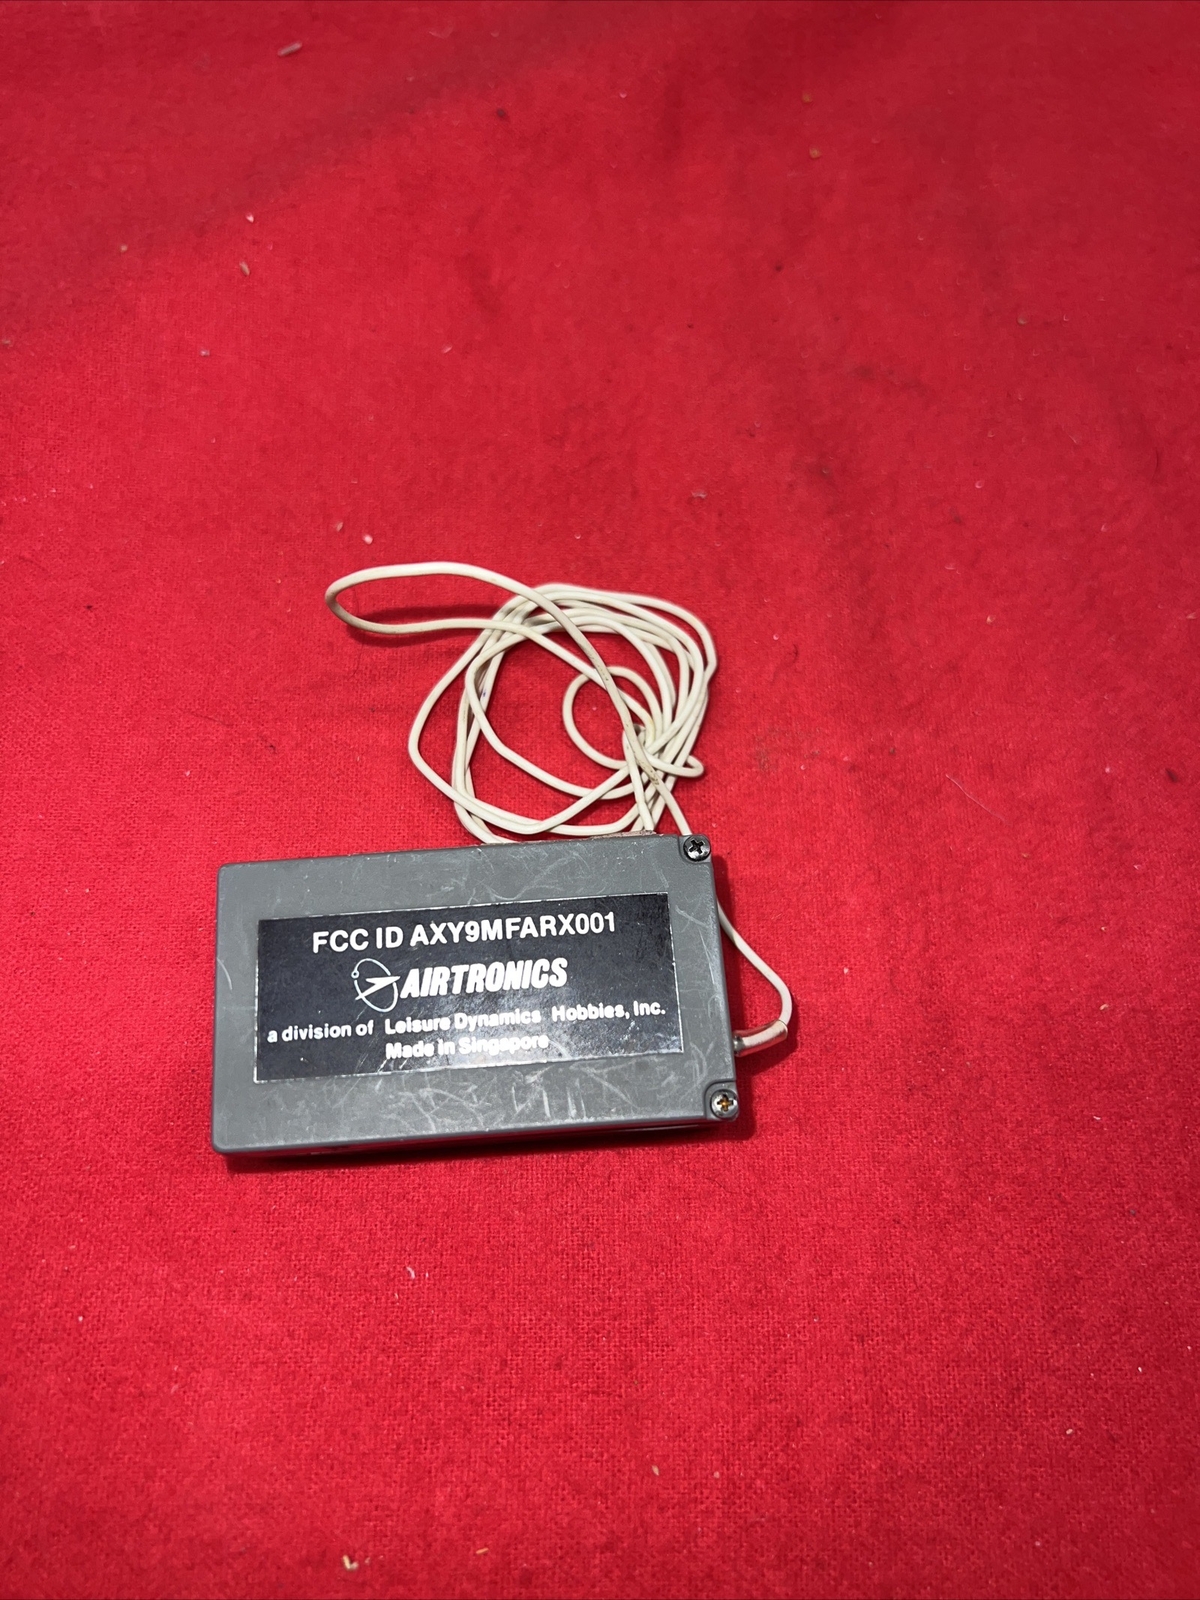 FCC ID AXY9MFARX001
AIRTRONICS
a division of Leisure Dynamics Hobbies, Inc.
Made in Singapore